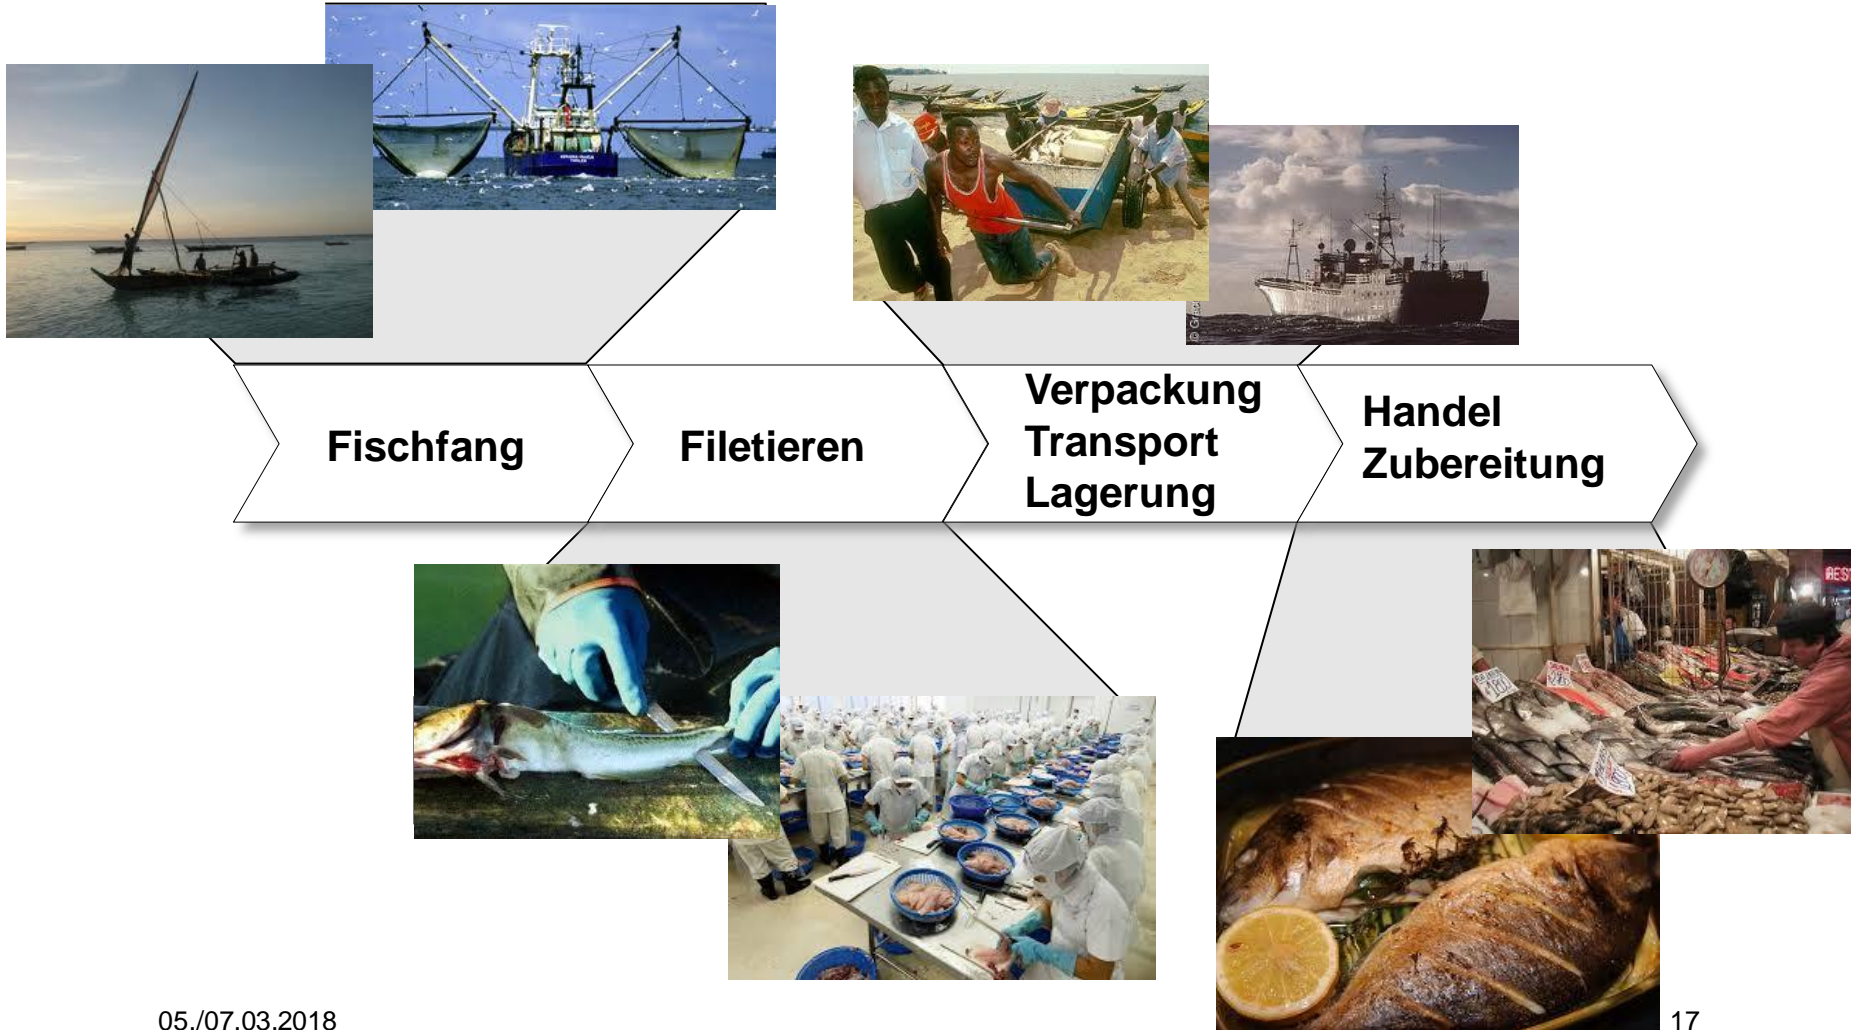 Fischfang
Filetieren
Verpackung
Transport
Lagerung
Handel
Zubereitung
05./07.03.2018
17